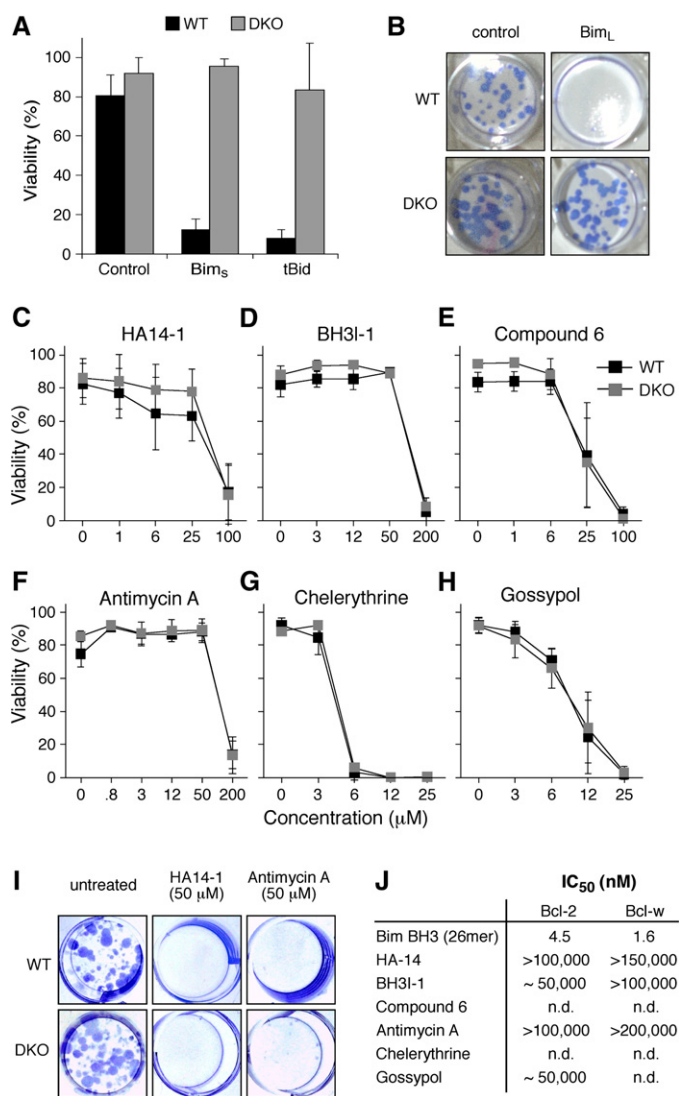 A
WT
DKO
Viability (%)
100
80
60
40
20
0
Control
Bims
tBid
B
control
BimL
WT
DKO
C
HA14-1
Viability (%)
100
80
60
40
20
0
0 1 6 25 100
D
BH3I-1
0 3 12 50 200
E
Compound 6
WT
DKO
0 1 6 25 100
F
Antimycin A
Viability (%)
100
80
60
40
20
0
0 .8 3 12 50 200
G
Chelerythrine
0 3 6 12 25
H
Gossypol
0 3 6 12 25
Concentration (μM)
I
untreated
HA14-1
(50 μM)
Antimycin A
(50 μM)
WT
DKO
J
IC50 (nM)
Bcl-2 Bcl-w
Bim BH3 (26mer) 4.5 1.6
HA-14 >100,000 >150,000
BH3I-1 ~ 50,000 >100,000
Compound 6 n.d. n.d.
Antimycin A >100,000 >200,000
Chelerythrine n.d. n.d.
Gossypol ~ 50,000 n.d.